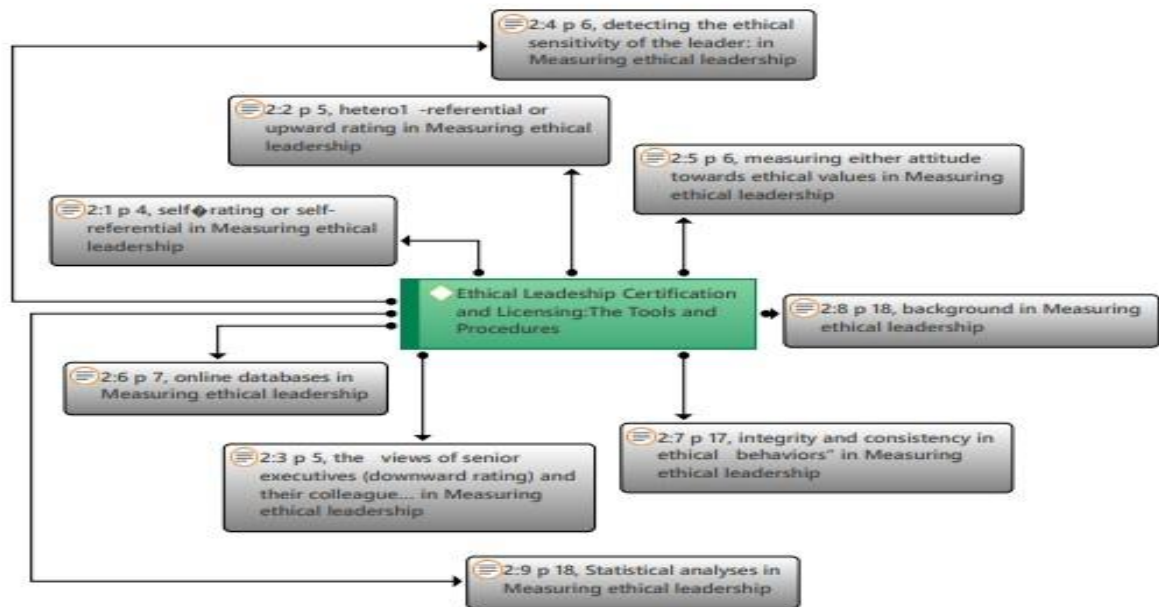 2:4 p 6, detecting the ethical
sensitivity of the leader: in
Measuring ethical leadership
2:2 p 5, hetero1 -referential or
upward rating in Measuring ethical
leadership
2:5 p 6, measuring either attitude
towards ethical values in Measuring
ethical leadership
2:1 p 4, self�rating or self-
referential in Measuring ethical
leadership
Ethical Leadeship Certification
and Licensing:The Tools and
Procedures
2:8 p 18, background in Measuring
ethical leadership
2:6 p 7, online databases in
Measuring ethical leadership
2:3 p 5, the views of senior
executives (downward rating) and
their colleague... in Measuring
ethical leadership
2:7 p 17, integrity and consistency in
ethical behaviors" in Measuring
ethical leadership
2:9 p 18, Statistical analyses in
Measuring ethical leadership